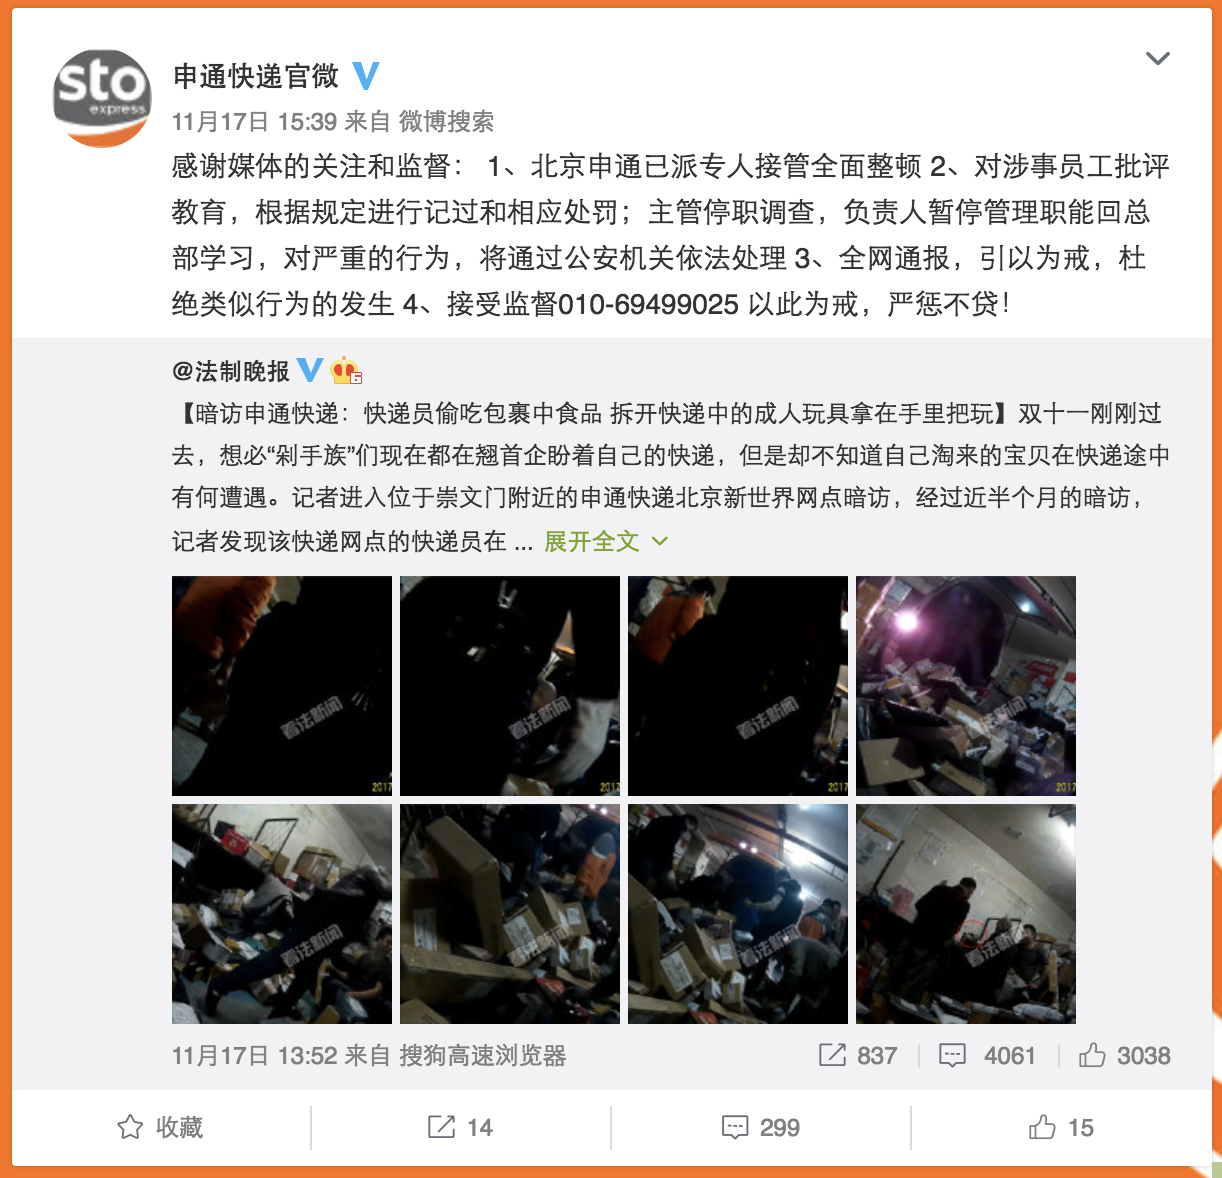 sto
express
申通快递官微
11月17日 15:39 来自 微博搜索
感谢媒体的关注和监督： 1、北京申通已派专人接管全面整顿 2、对涉事员工批评
教育，根据规定进行记过和相应处罚；主管停职调查，负责人暂停管理职能回总
部学习，对严重的行为，将通过公安机关依法处理 3、全网通报，引以为戒，杜
绝类似行为的发生 4、接受监督010-69499025 以此为戒，严惩不贷！
@法制晚报
【暗访申通快递：快递员偷吃包裹中食品 拆开快递中的成人玩具拿在手里把玩】双十一刚刚过
去，想必“剁手族”们现在都在翘首企盼着自己的快递，但是却不知道自己淘来的宝贝在快递途中
有何遭遇。记者进入位于崇文门附近的申通快递北京新世界网点暗访，经过近半个月的暗访，
记者发现该快递网点的快递员在 ... 展开全文
看法新闻 看法新闻 看法新闻 看法新闻
2017 2017 2017 2017
看法新闻 看法新闻 看法新闻 看法新闻
11月17日 13:52 来自 搜狗高速浏览器 837 4061 3038
收藏 14 299 15